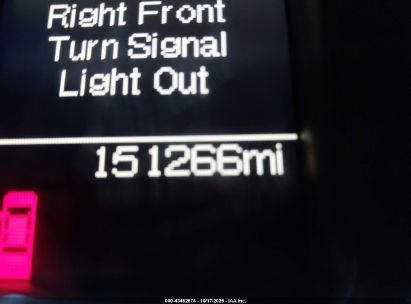 Right Front
Turn Signal
Light Out
151266mi